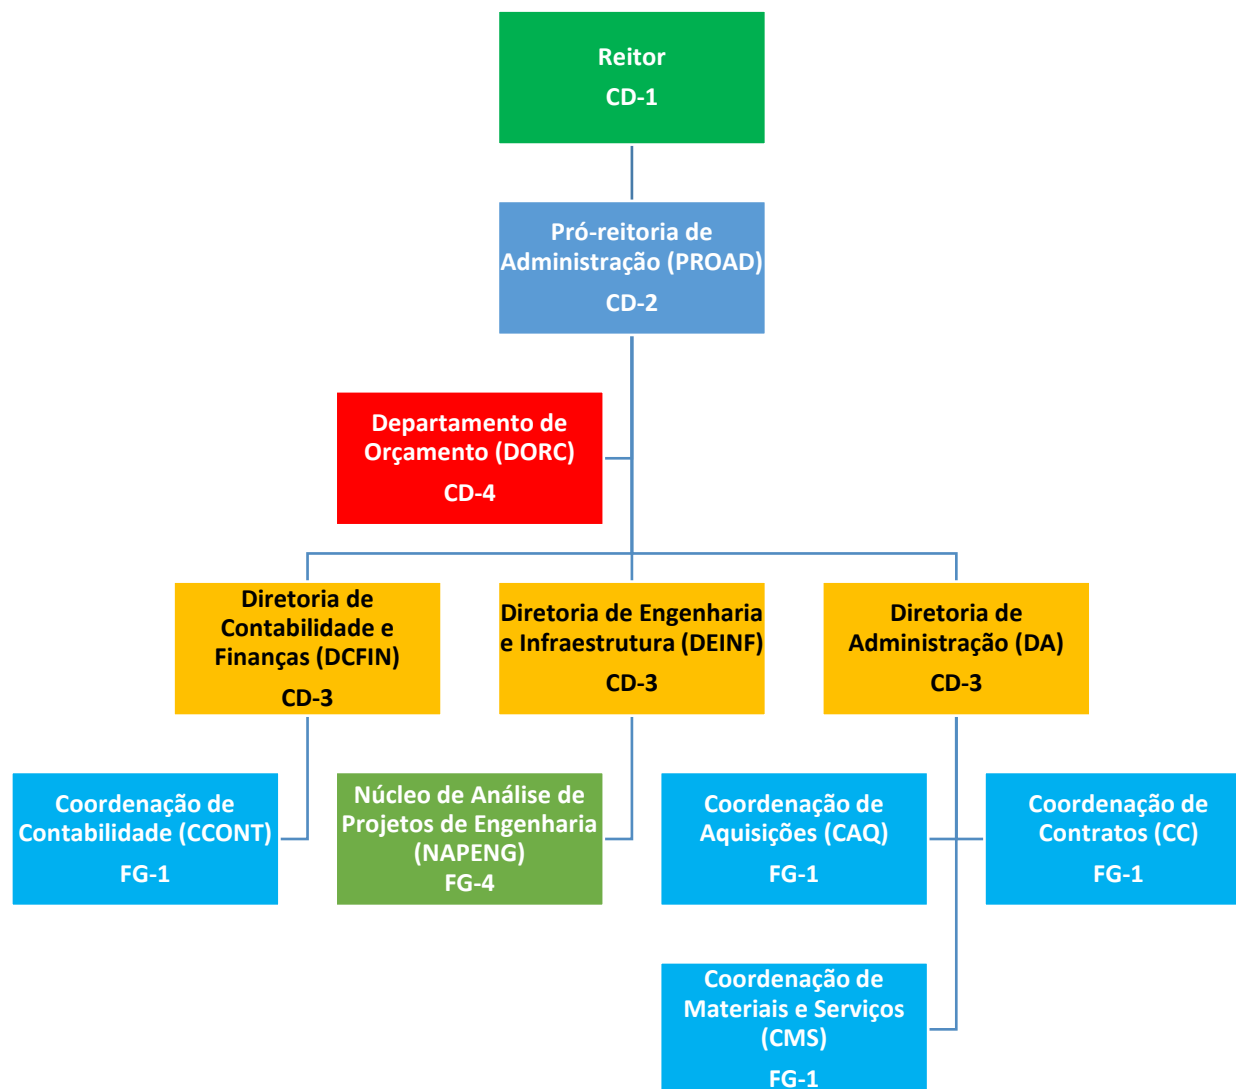 Reitor
CD-1
Pró-reitoria de
Administração (PROAD)
CD-2
Departamento de
Orçamento (DORC)
CD-4
Diretoria de
Contabilidade e
Finanças (DCFIN)
CD-3
Diretoria de Engenharia
e Infraestrutura (DEINF)
CD-3
Diretoria de
Administração (DA)
CD-3
Coordenação de
Contabilidade (CCONT)
FG-1
Núcleo de Análise de
Projetos de Engenharia
(NAPENG)
FG-4
Coordenação de
Aquisições (CAQ)
FG-1
Coordenação de
Contratos (CC)
FG-1
Coordenação de
Materiais e Serviços
(CMS)
FG-1